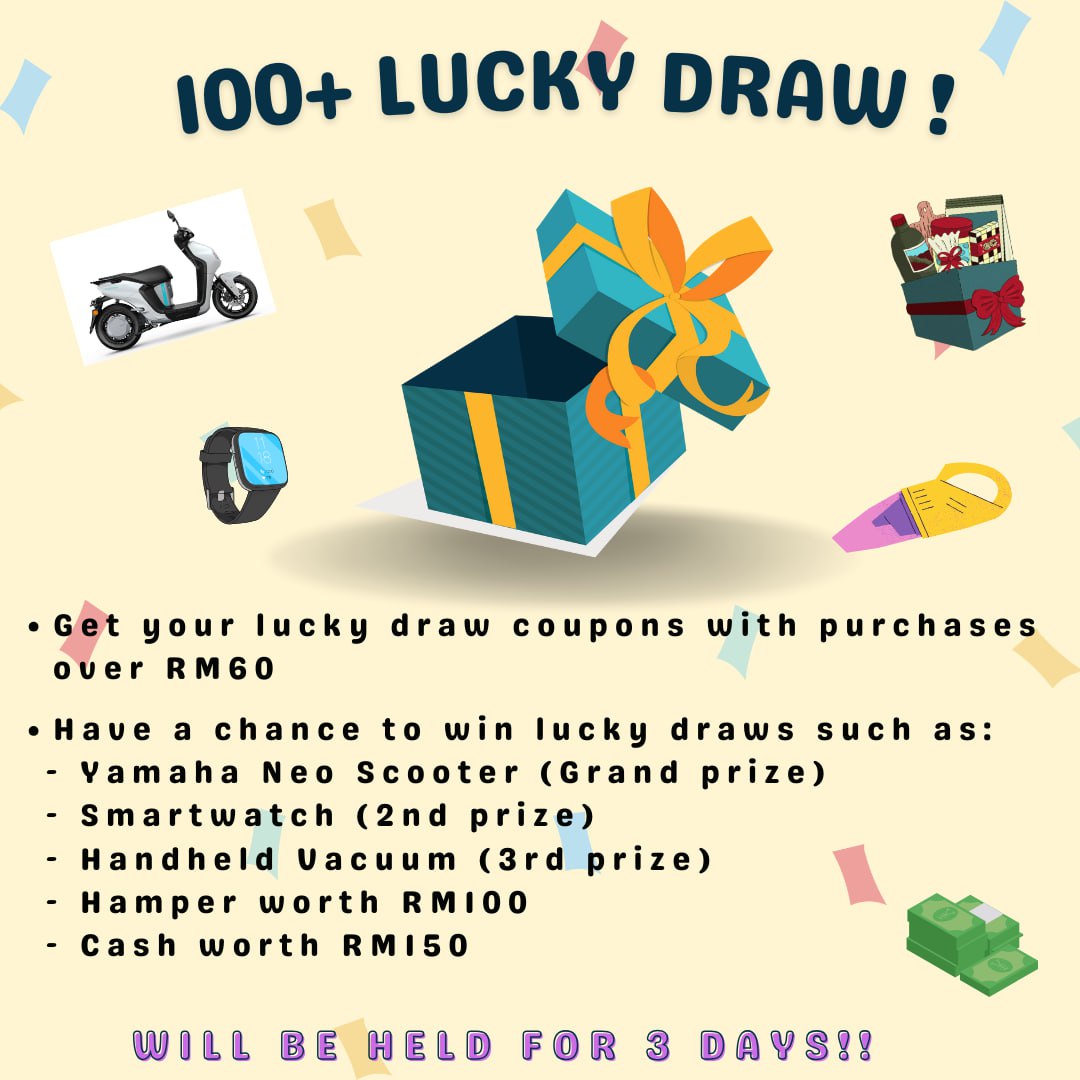 100+ LUCKY DRAW !
• Get your lucky draw coupons with purchases
over RM60
• Have a chance to win lucky draws such as:
- Yamaha Neo Scooter (Grand prize)
- Smartwatch (2nd prize)
- Handheld Vacuum (3rd prize)
- Hamper worth RM100
- Cash worth RM150
WILL BE HELD FOR 3 DAYS!!